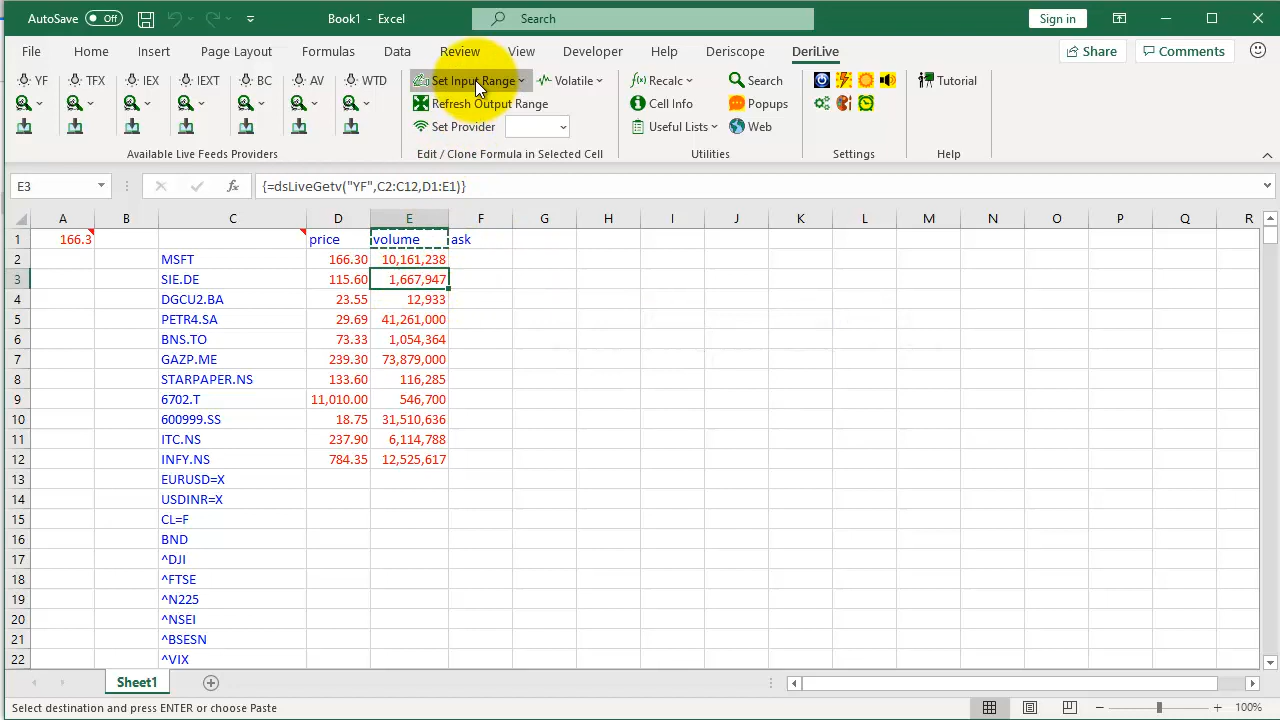 AutoSave Off Book1 - Excel Search Sign in
File Home Insert Page Layout Formulas Data Review View Developer Help Deriscope DeriLive Share Comments
YF TFX IEX IEXT BC AV WTD Set Input Range Volatile Recalc Search Tutorial
Refresh Output Range Cell Info Popups
Set Provider Useful Lists Web
Available Live Feeds Providers Edit / Clone Formula in Selected Cell Utilities Settings Help
E3 fx {=dsLiveGetv("YF",C2:C12,D1:E1)}
A B C D E F G H I J K L M N O P Q R
1 166.3 price volume ask
2 MSFT 166.30 10,161,238
3 SIE.DE 115.60 1,667,947
4 DGCU2.BA 23.55 12,933
5 PETR4.SA 29.69 41,261,000
6 BNS.TO 73.33 1,054,364
7 GAZP.ME 239.30 73,879,000
8 STARPAPER.NS 133.60 116,285
9 6702.T 11,010.00 546,700
10 600999.SS 18.75 31,510,636
11 ITC.NS 237.90 6,114,788
12 INFY.NS 784.35 12,525,617
13 EURUSD=X
14 USDINR=X
15 CL=F
16 BND
17 ^DJI
18 ^FTSE
19 ^N225
20 ^NSEI
21 ^BSESN
22 ^VIX
Sheet1
Select destination and press ENTER or choose Paste 100%